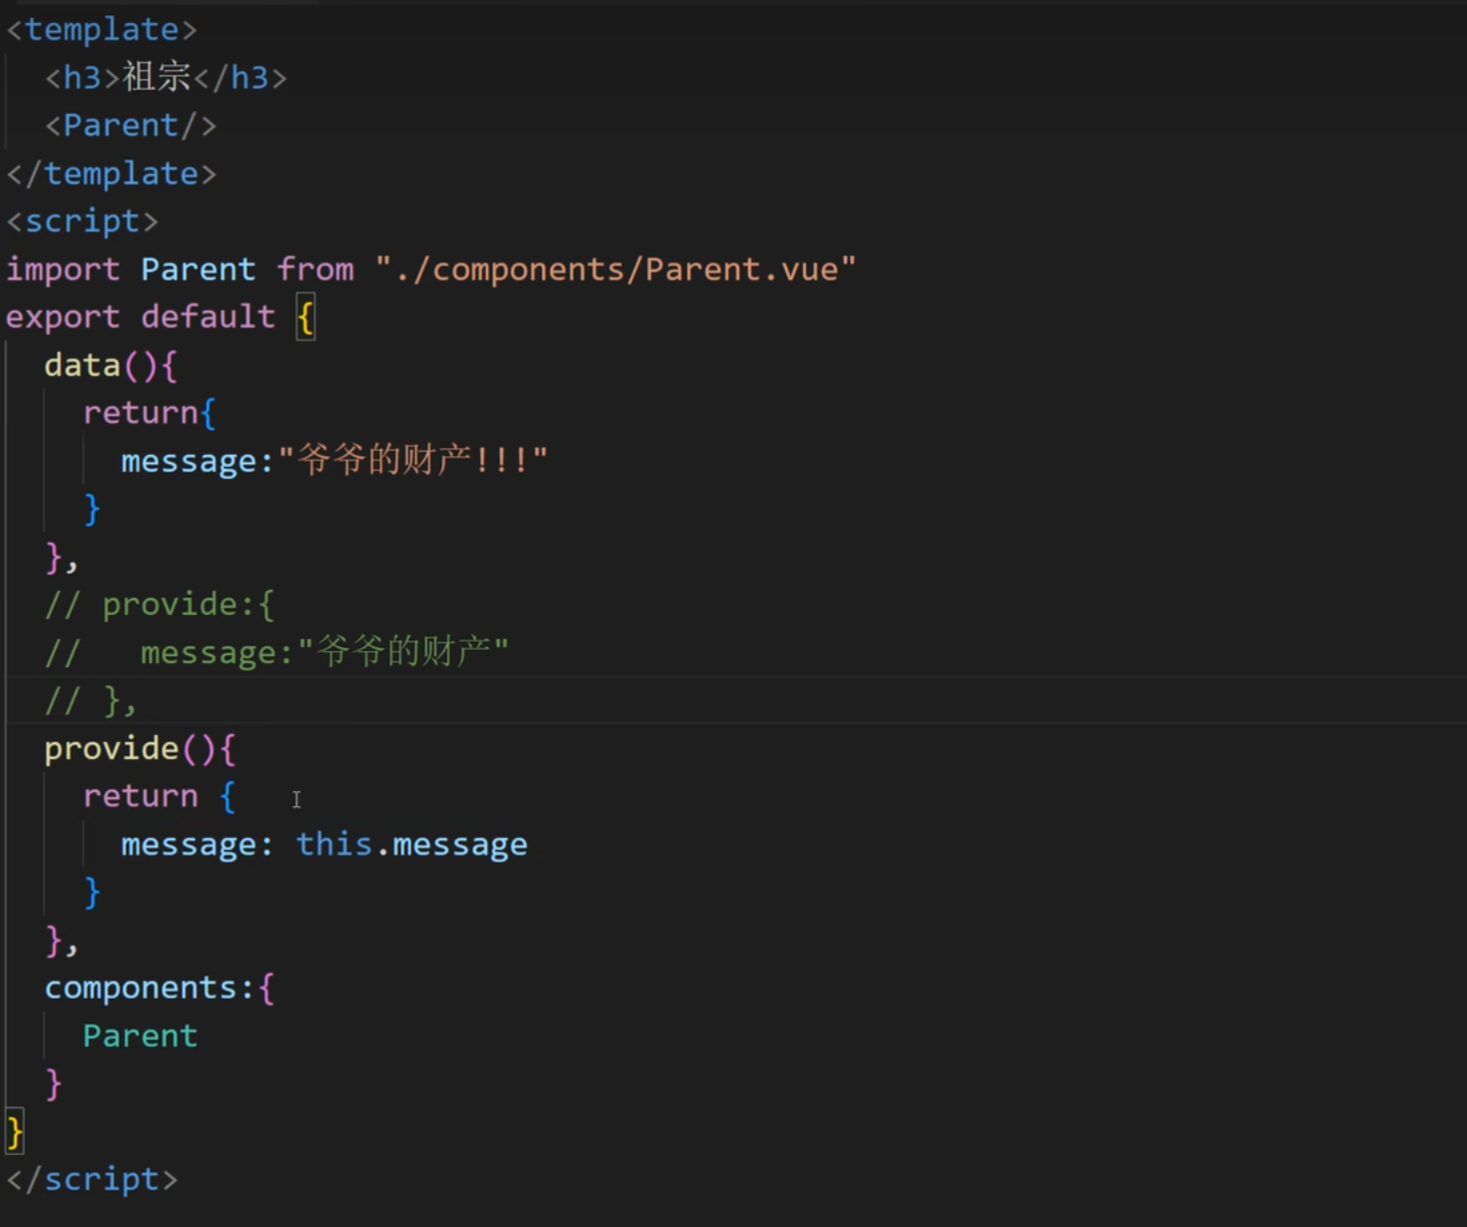 <template>
  <h3>祖宗</h3>
  <Parent/>
</template>
<script>
import Parent from "./components/Parent.vue"
export default {
  data(){
    return{
      message:"爷爷的财产!!!"
    }
  },
  // provide:{
  //   message:"爷爷的财产"
  // },
  provide(){
    return {
      message: this.message
    }
  },
  components:{
    Parent
  }
}
</script>